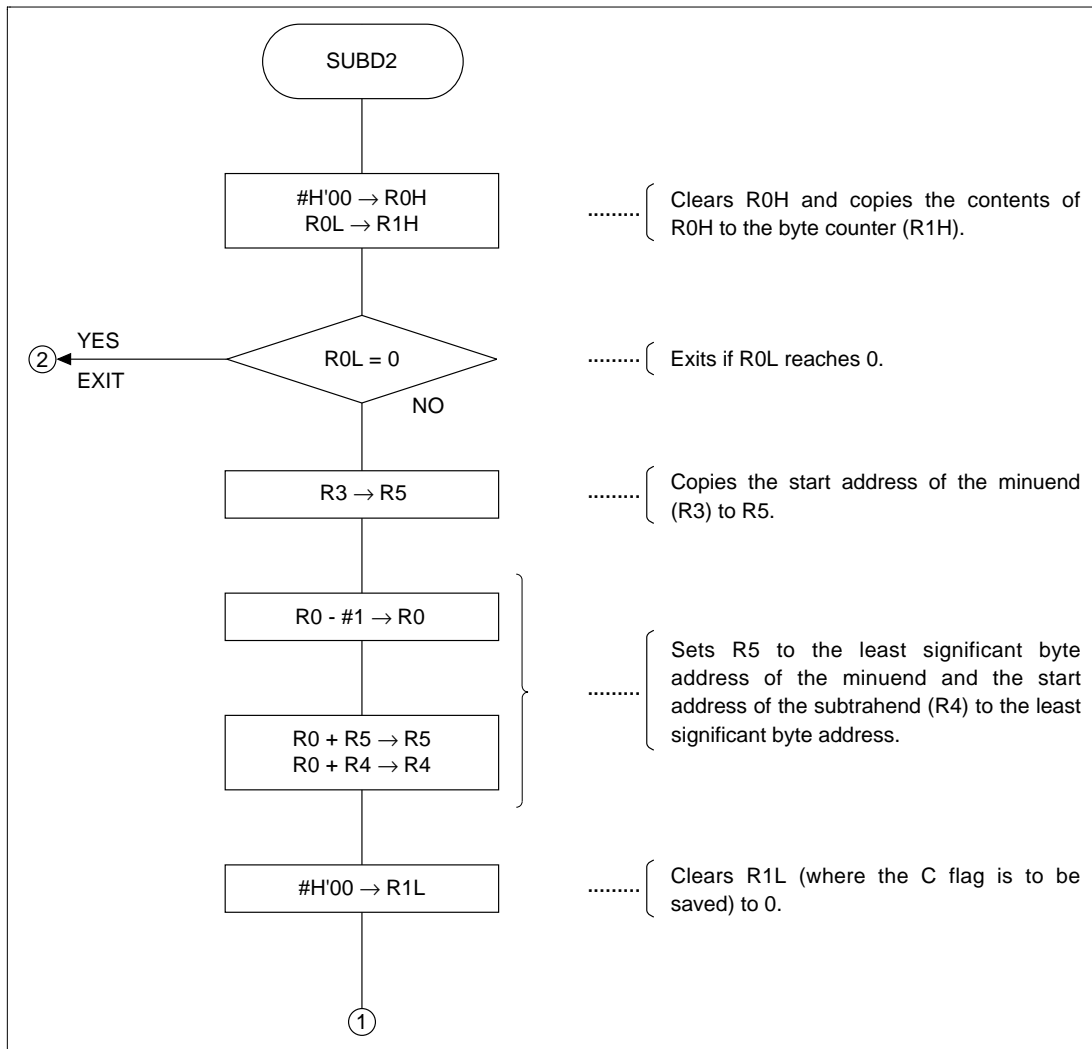 SUBD2
#H'00 → R0H
R0L → R1H
......... Clears R0H and copies the contents of
R0H to the byte counter (R1H).
2
YES
EXIT
R0L = 0
NO
......... Exits if R0L reaches 0.
R3 → R5
......... Copies the start address of the minuend
(R3) to R5.
R0 - #1 → R0
R0 + R5 → R5
R0 + R4 → R4
......... Sets R5 to the least significant byte
address of the minuend and the start
address of the subtrahend (R4) to the least
significant byte address.
#H'00 → R1L
......... Clears R1L (where the C flag is to be
saved) to 0.
1